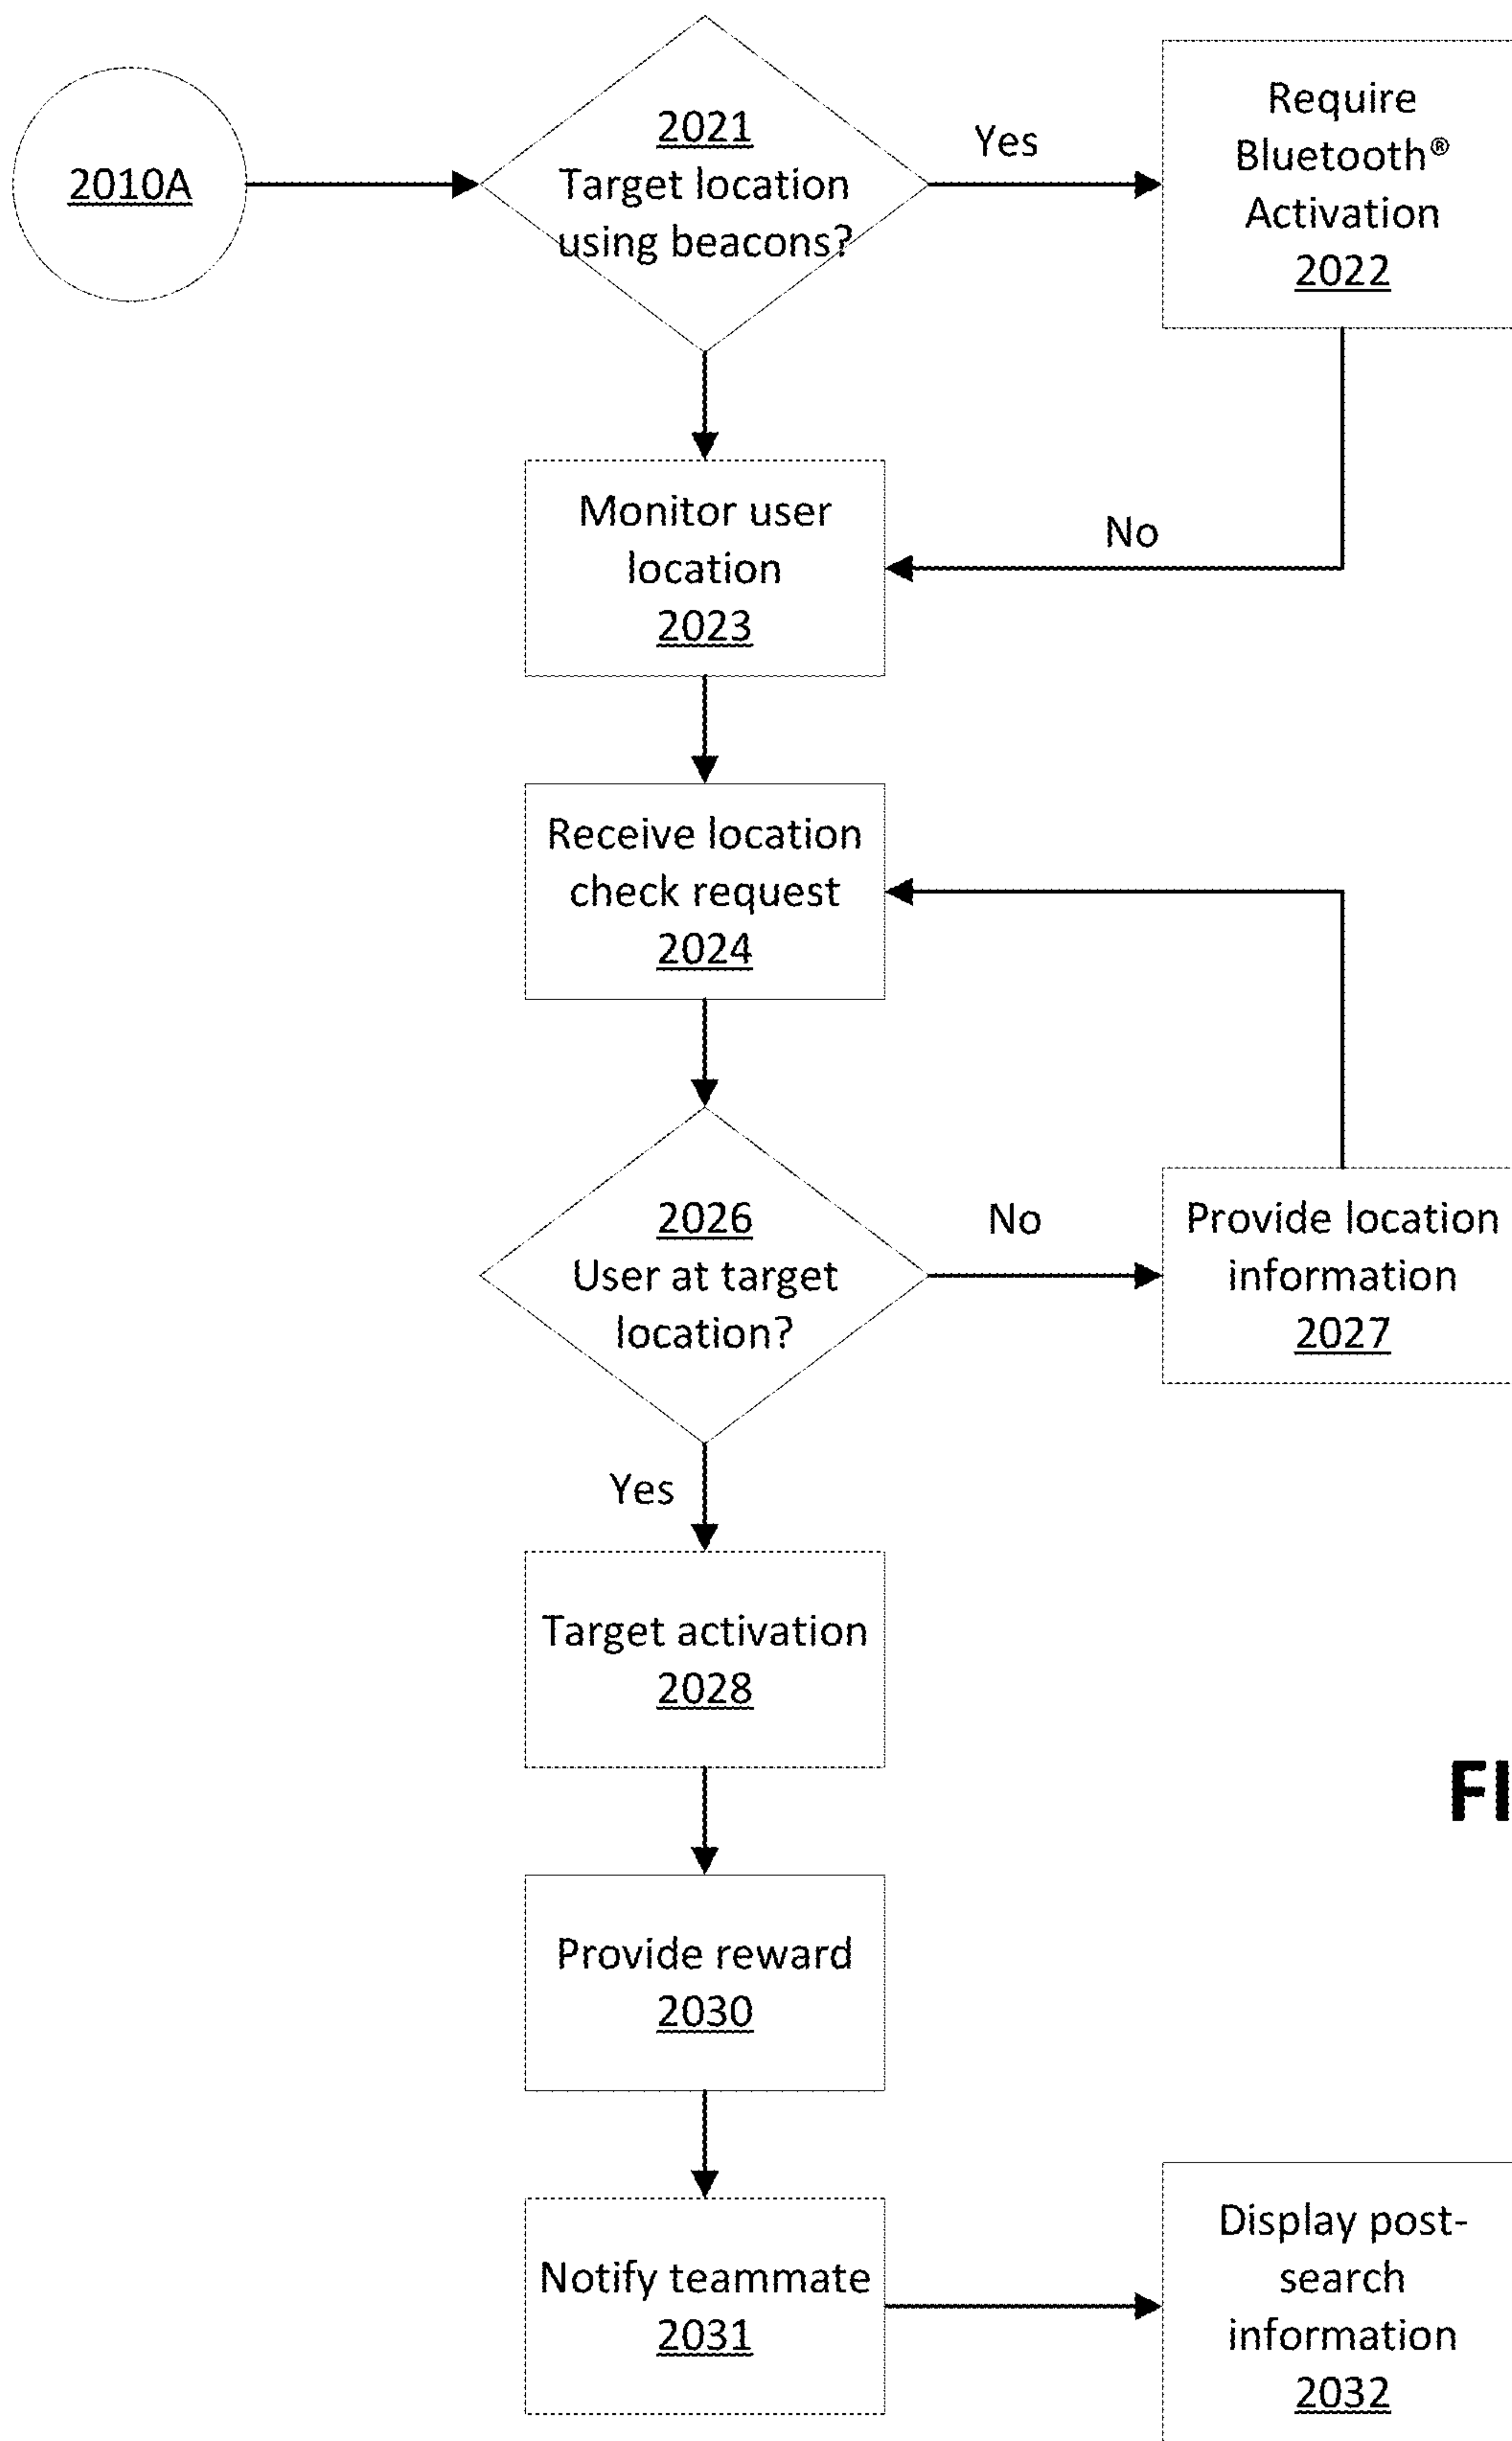 2010A
2021
Target location
using beacons?
Yes
Require
Bluetooth®
Activation
2022
Monitor user
location
2023
No
Receive location
check request
2024
2026
User at target
location?
No
Provide location
information
2027
Yes
Target activation
2028
FI
Provide reward
2030
Notify teammate
2031
Display post-
search
information
2032